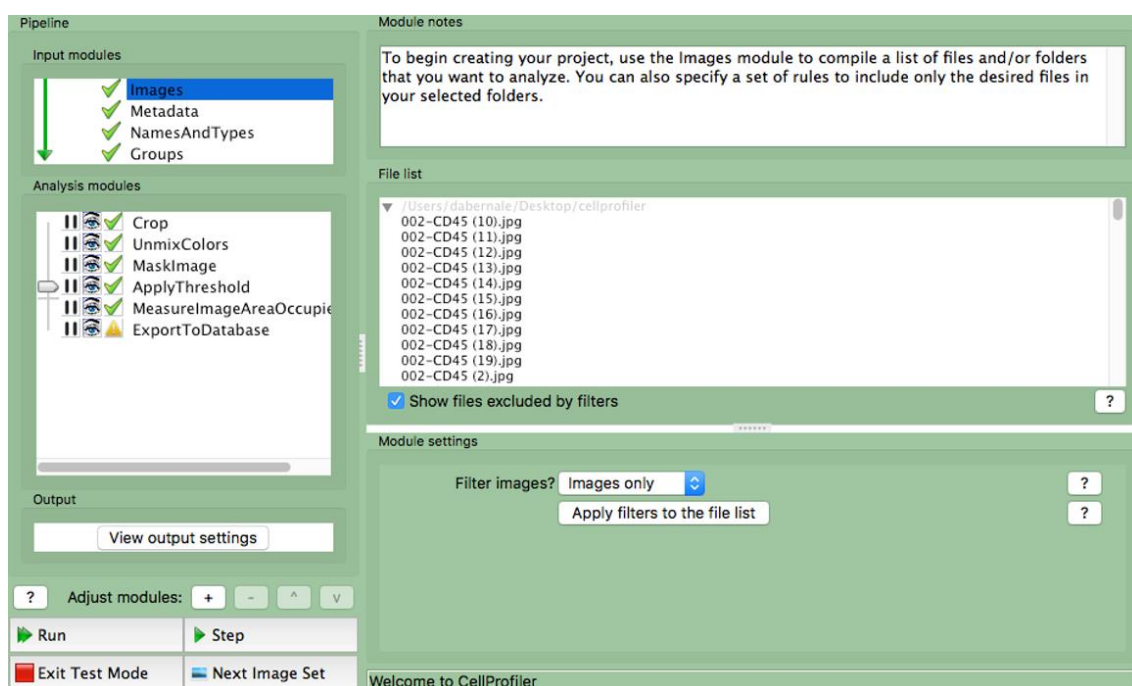 Pipeline
Input modules
Images
Metadata
NamesAndTypes
Groups
Analysis modules
Crop
UnmixColors
MaskImage
ApplyThreshold
MeasureImageAreaOccupie
ExportToDatabase
Output
View output settings
? Adjust modules: + - ^ v
Run Step
Exit Test Mode Next Image Set
Module notes
To begin creating your project, use the Images module to compile a list of files and/or folders
that you want to analyze. You can also specify a set of rules to include only the desired files in
your selected folders.
File list
/Users/dabernale/Desktop/cellprofiler
002-CD45 (10).jpg
002-CD45 (11).jpg
002-CD45 (12).jpg
002-CD45 (13).jpg
002-CD45 (14).jpg
002-CD45 (15).jpg
002-CD45 (16).jpg
002-CD45 (17).jpg
002-CD45 (18).jpg
002-CD45 (19).jpg
002-CD45 (2).jpg
Show files excluded by filters ?
Module settings
Filter images? Images only ?
Apply filters to the file list ?
Welcome to CellProfiler